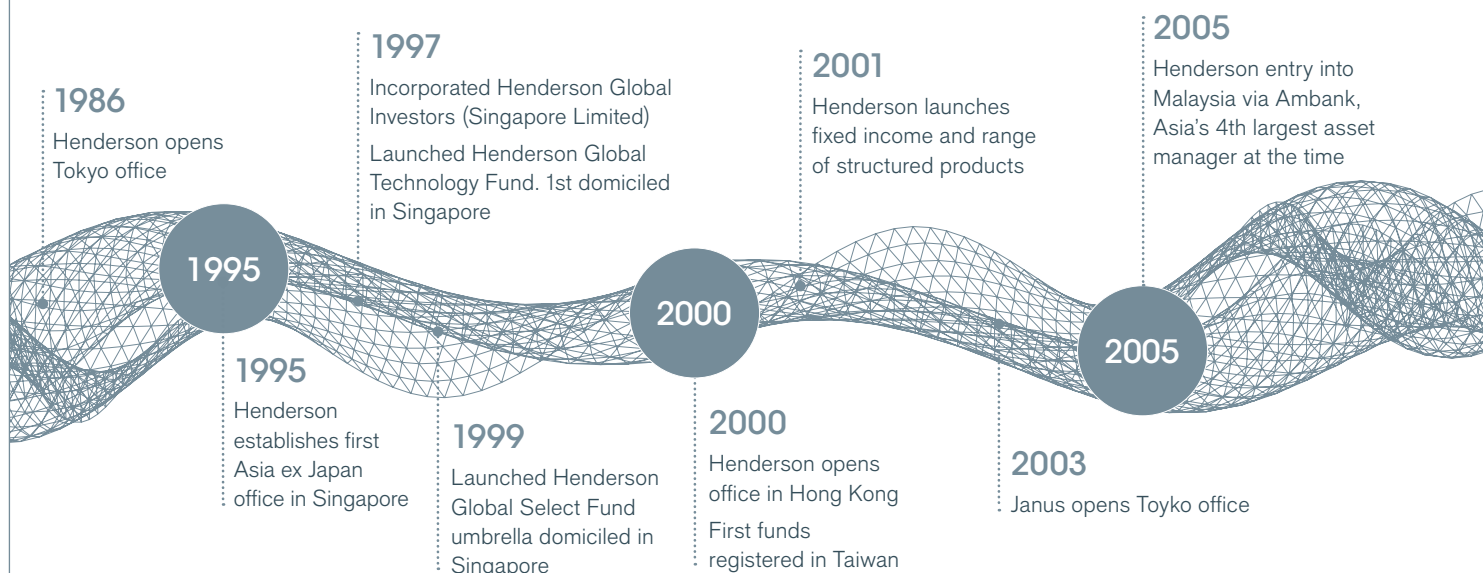 1986
Henderson opens
Tokyo office
1995
1995
Henderson
establishes first
Asia ex Japan
office in Singapore
1997
Incorporated Henderson Global
Investors (Singapore Limited)
Launched Henderson Global
Technology Fund. 1st domiciled
in Singapore
1999
Launched Henderson
Global Select Fund
umbrella domiciled in
Singapore
2000
2000
Henderson opens
office in Hong Kong
First funds
registered in Taiwan
2001
Henderson launches
fixed income and range
of structured products
2003
Janus opens Toyko office
2005
Henderson entry into
Malaysia via Ambank,
Asia's 4th largest asset
manager at the time
2005